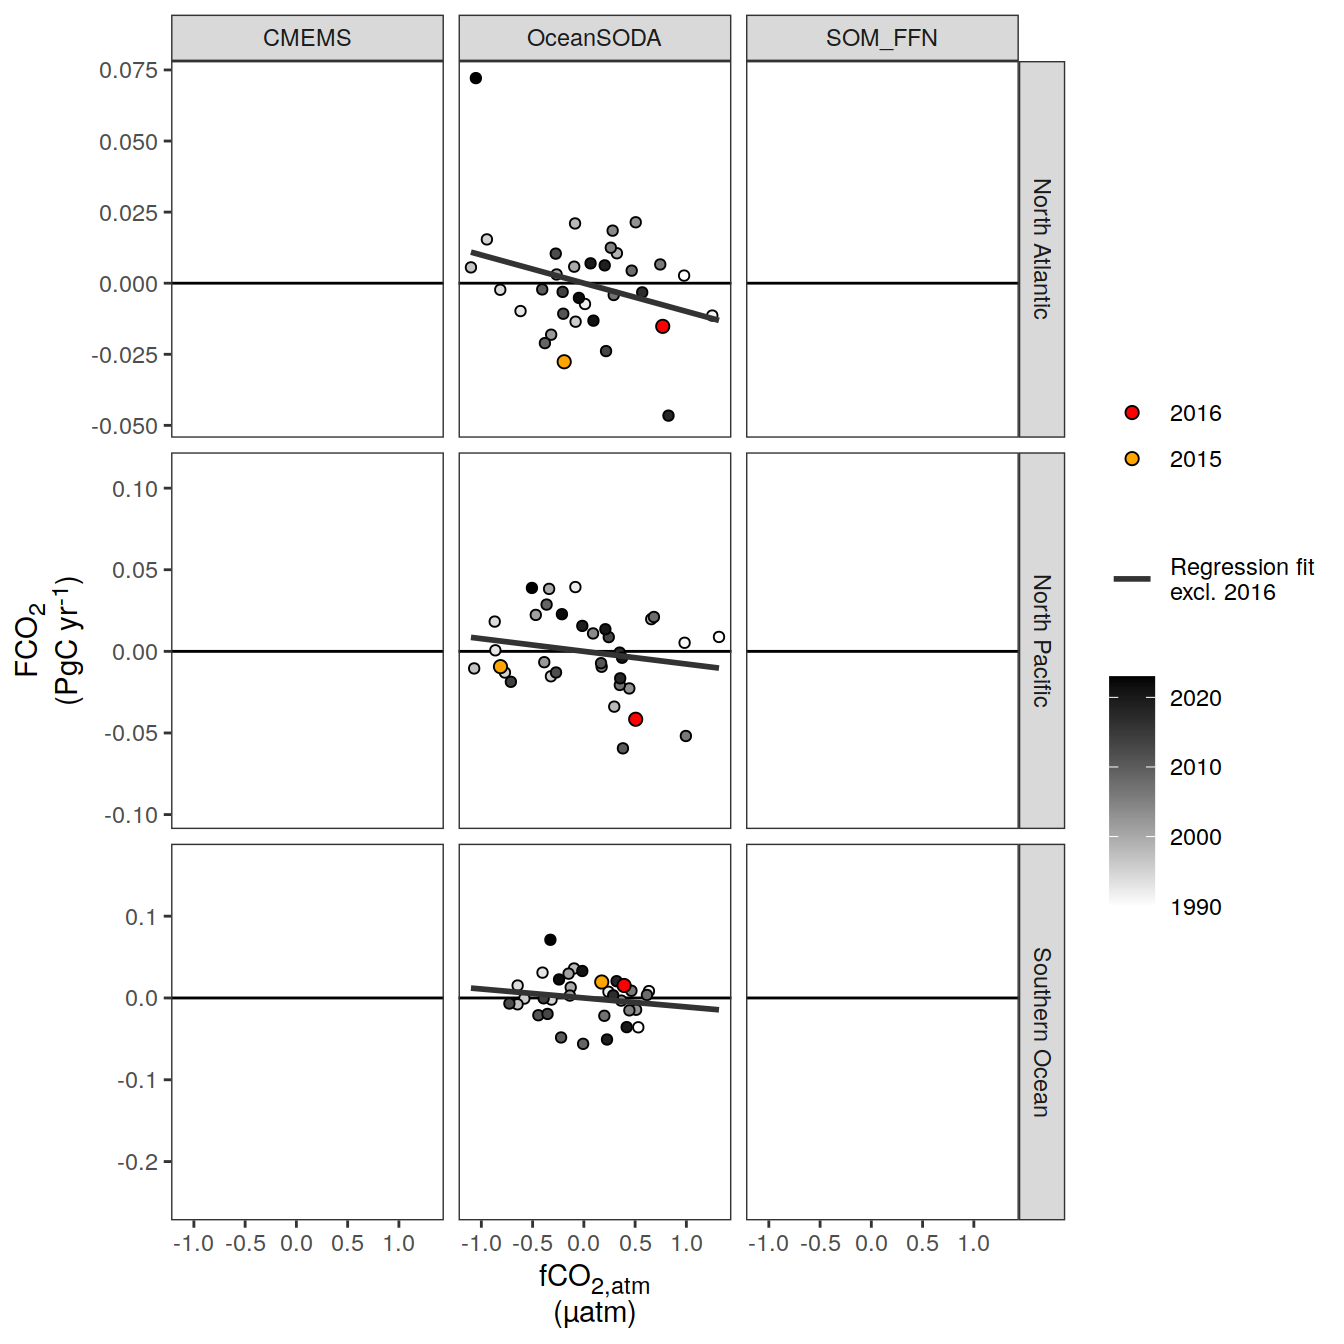 CMEMS
OceanSODA
SOM_FFN
0.075
0.050
0.025
0.000
-0.025
-0.050
North Atlantic
0.10
0.05
0.00
-0.05
-0.10
North Pacific
0.1
0.0
-0.1
-0.2
Southern Ocean
-1.0 -0.5 0.0 0.5 1.0
-1.0 -0.5 0.0 0.5 1.0
-1.0 -0.5 0.0 0.5 1.0
fCO2,atm
(µatm)
FCO2
(PgC yr-1)
2016
2015
Regression fit
excl. 2016
2020
2010
2000
1990